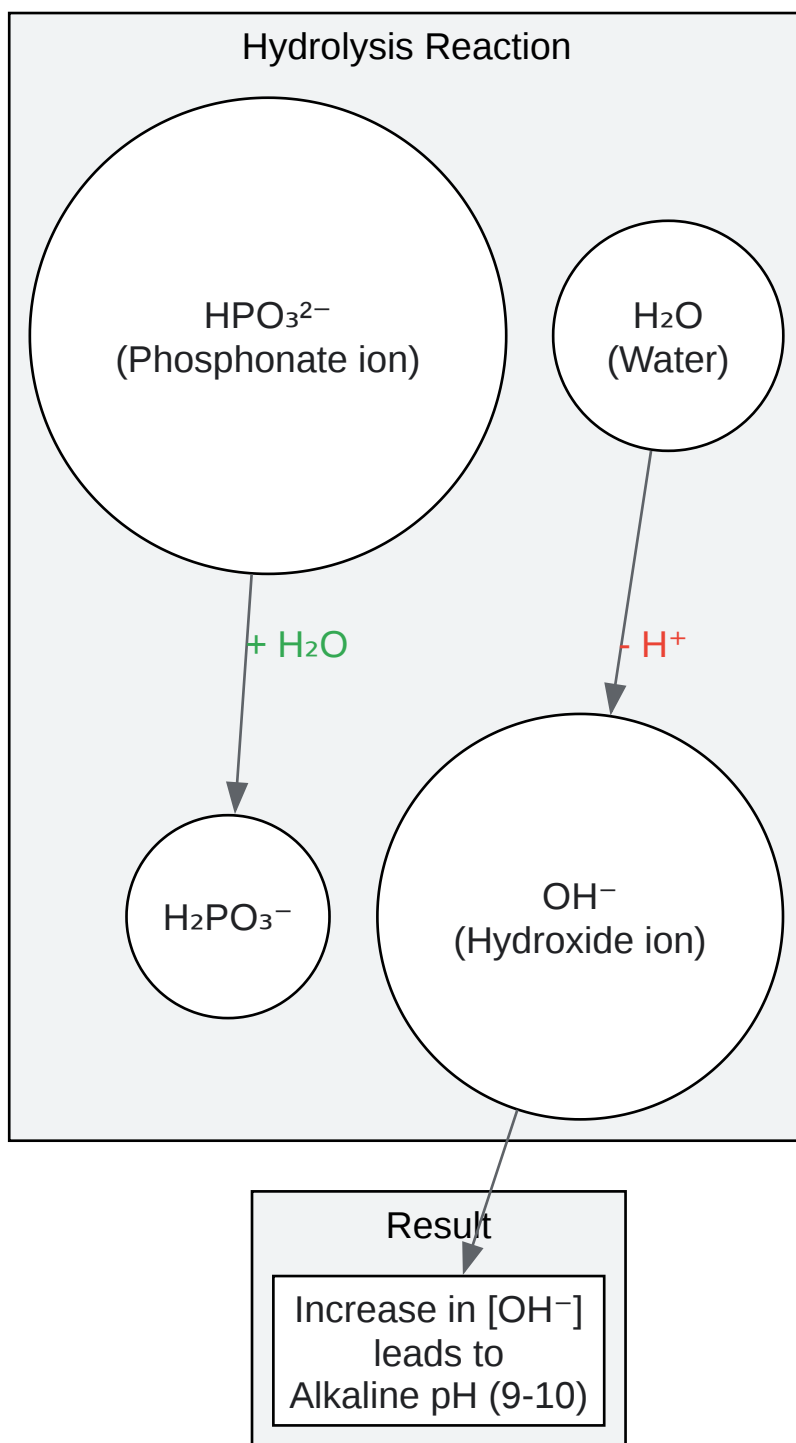 Hydrolysis Reaction
HPO₃²⁻
(Phosphonate ion)
H₂O
(Water)
+ H₂O
- H⁺
H₂PO₃⁻
OH⁻
(Hydroxide ion)
Result
Increase in [OH⁻]
leads to
Alkaline pH (9-10)